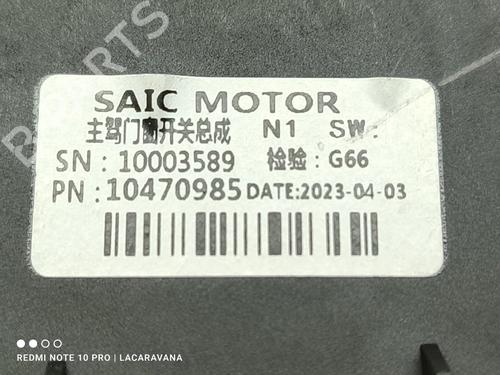 PARTS
SAIC MOTOR
主驾门窗开关总成 N1 SW:
SN: 10003589 检验: G66
PN: 10470985 DATE:2023-04-03
REDMI NOTE 10 PRO | LACARAVANA